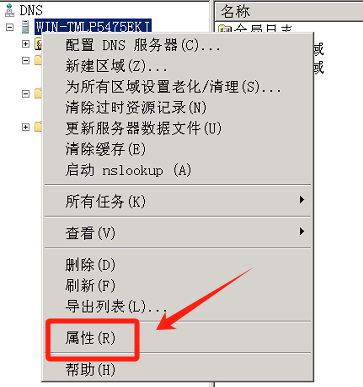 DNS
名称
WIN-TMLP5475BKJ
全局日志
配置 DNS 服务器(C)...
域
新建区域(Z)...
域
为所有区域设置老化/清理(S)...
清除过时资源记录(N)
更新服务器数据文件(U)
清除缓存(E)
启动 nslookup (A)
所有任务(K)
查看(V)
删除(D)
刷新(F)
导出列表(L)...
属性(R)
帮助(H)